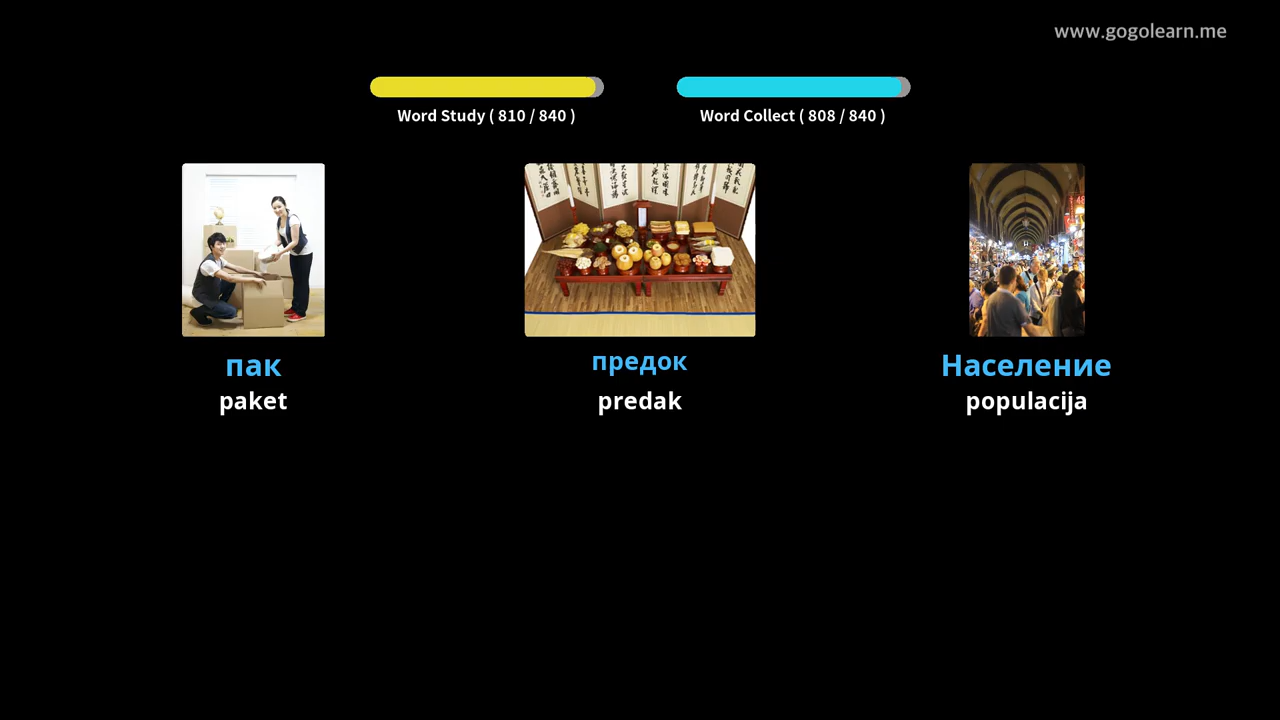 www.gogolearn.me
Word Study ( 810 / 840 )
Word Collect ( 808 / 840 )
пак
предок
Население
paket
predak
populacija